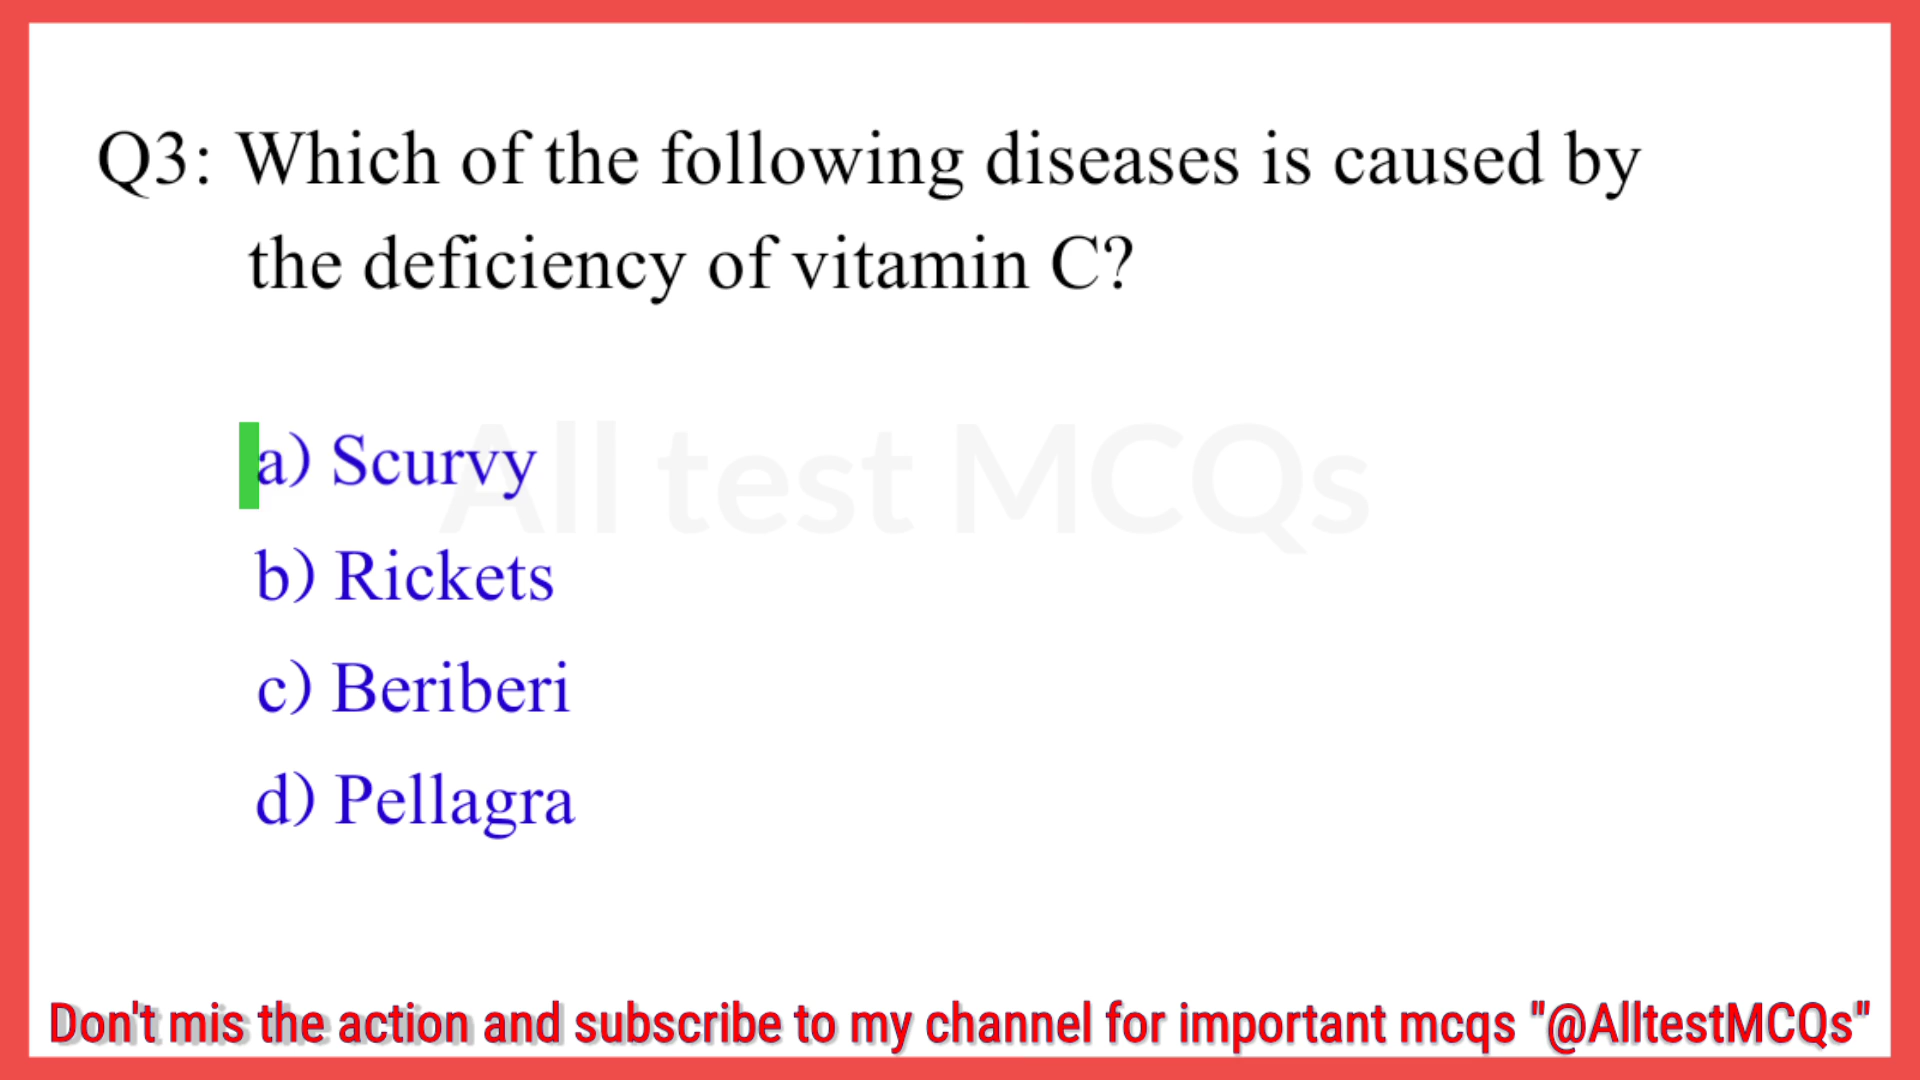 Q3: Which of the following diseases is caused by
the deficiency of vitamin C?
All test MCQs
a) Scurvy
b) Rickets
c) Beriberi
d) Pellagra
Don't mis the action and subscribe to my channel for important mcqs "@AlltestMCQs"